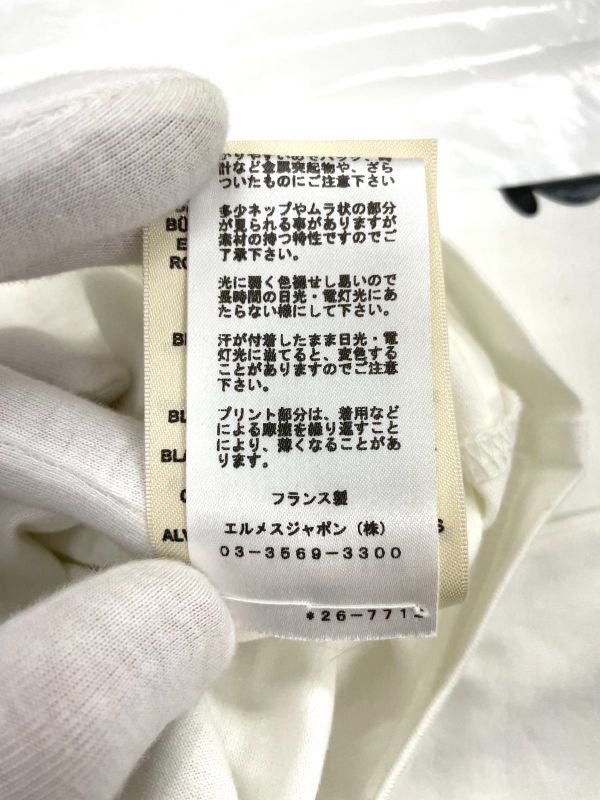 計など金属突起物や、ざら
ついたものにご注意下さい
多少ネップやムラ状の部分
が見られる事がありますが
素材の持つ特性ですのでご
了承下さい。
光に弱く色褪せし易いので
長時間の日光・電灯光にあ
たらない様にして下さい。
汗が付着したまま日光・電
灯光に当てると、変色する
ことがありますのでご注意
下さい。
プリント部分は、着用など
による摩擦を繰り返すこと
により、薄くなることがあ
ります。
フランス製
エルメスジャポン（株）
03-3569-3300
*26-771